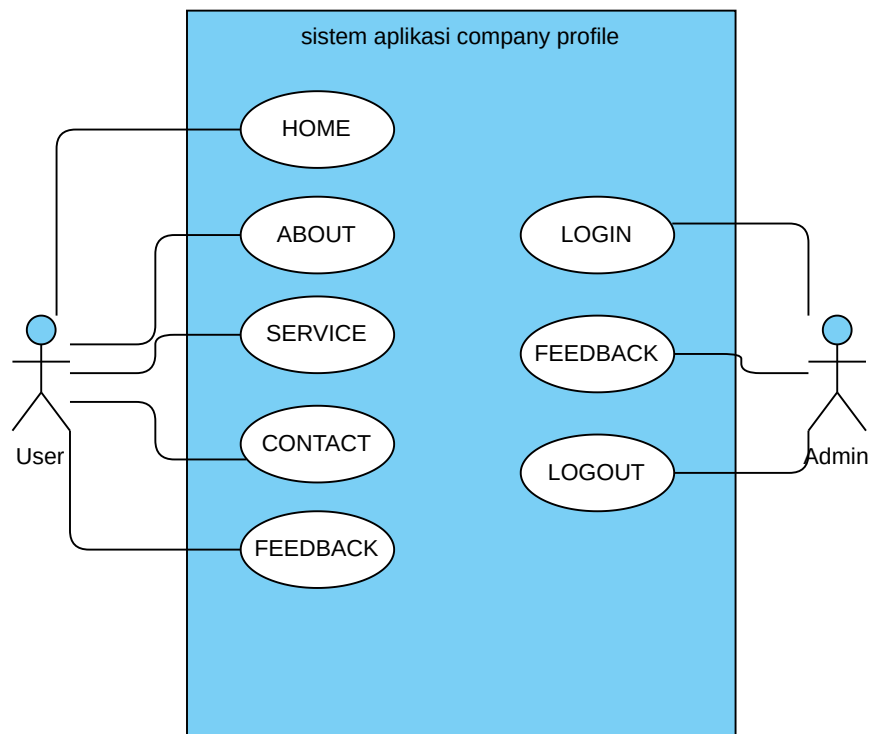 sistem aplikasi company profile
HOME
ABOUT
SERVICE
CONTACT
FEEDBACK
LOGIN
FEEDBACK
LOGOUT
User
Admin